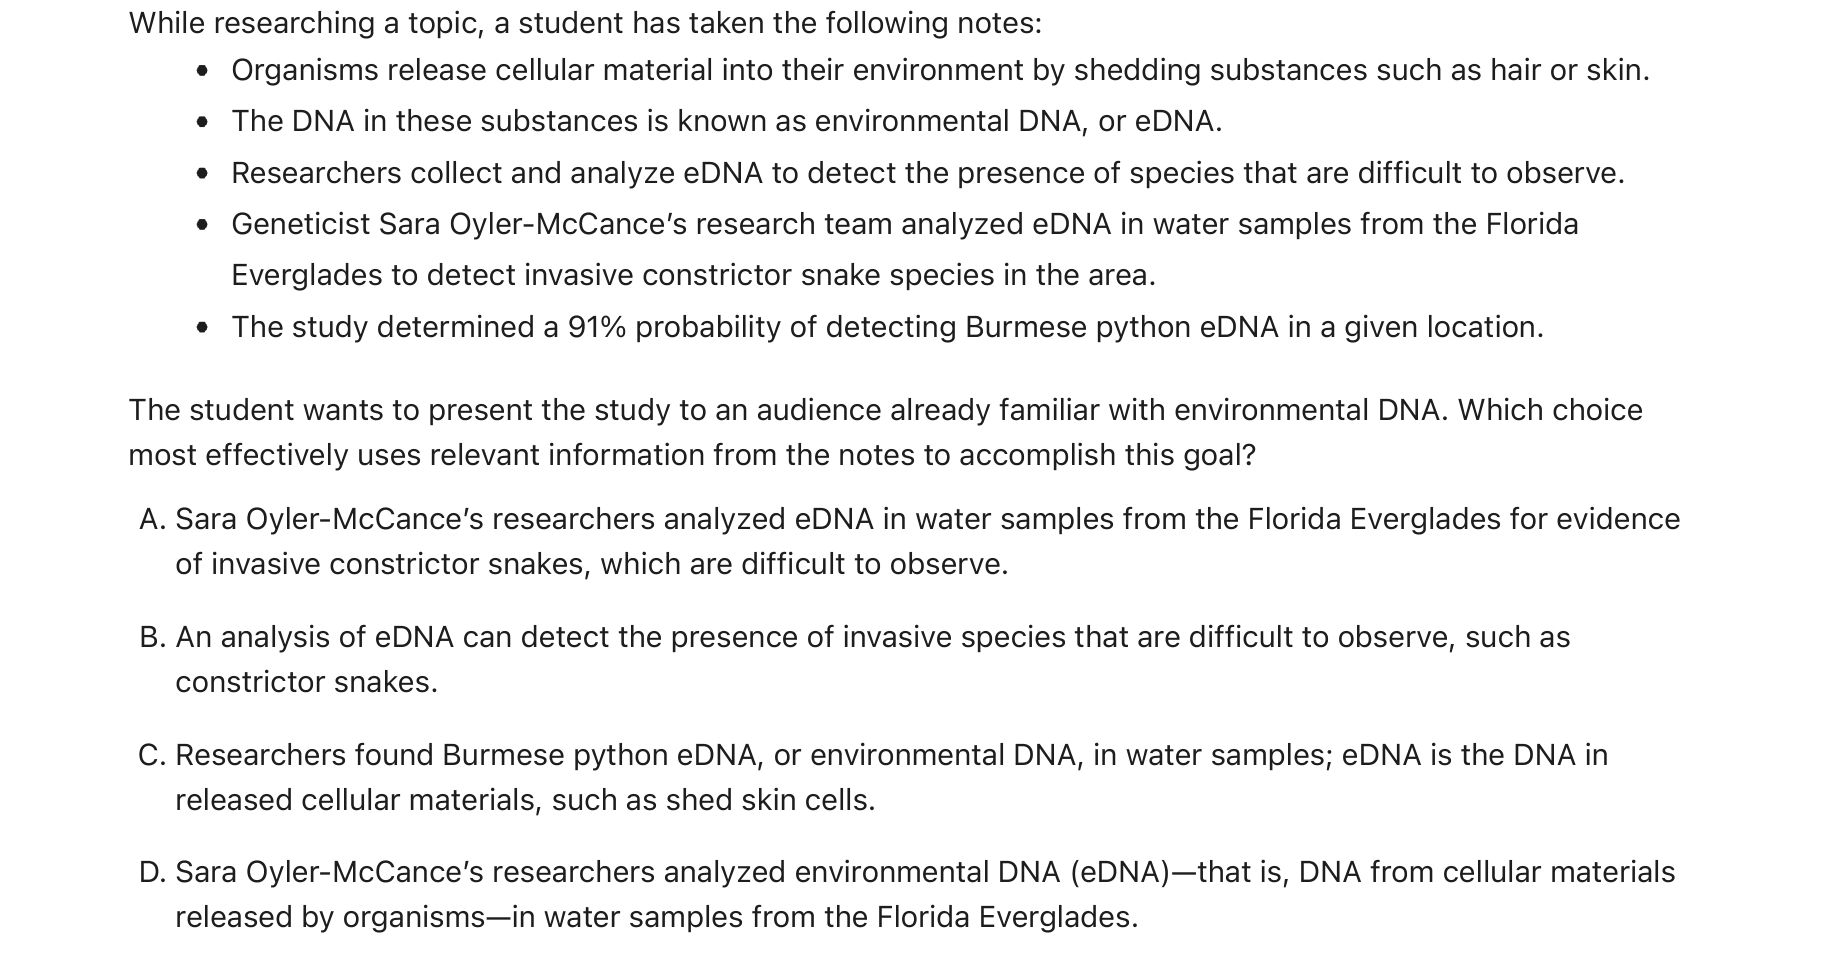 While researching a topic, a student has taken the following notes:
• Organisms release cellular material into their environment by shedding substances such as hair or skin.
• The DNA in these substances is known as environmental DNA, or eDNA.
• Researchers collect and analyze eDNA to detect the presence of species that are difficult to observe.
• Geneticist Sara Oyler-McCance’s research team analyzed eDNA in water samples from the Florida
Everglades to detect invasive constrictor snake species in the area.
• The study determined a 91% probability of detecting Burmese python eDNA in a given location.
The student wants to present the study to an audience already familiar with environmental DNA. Which choice
most effectively uses relevant information from the notes to accomplish this goal?
A. Sara Oyler-McCance’s researchers analyzed eDNA in water samples from the Florida Everglades for evidence
of invasive constrictor snakes, which are difficult to observe.
B. An analysis of eDNA can detect the presence of invasive species that are difficult to observe, such as
constrictor snakes.
C. Researchers found Burmese python eDNA, or environmental DNA, in water samples; eDNA is the DNA in
released cellular materials, such as shed skin cells.
D. Sara Oyler-McCance’s researchers analyzed environmental DNA (eDNA)—that is, DNA from cellular materials
released by organisms—in water samples from the Florida Everglades.